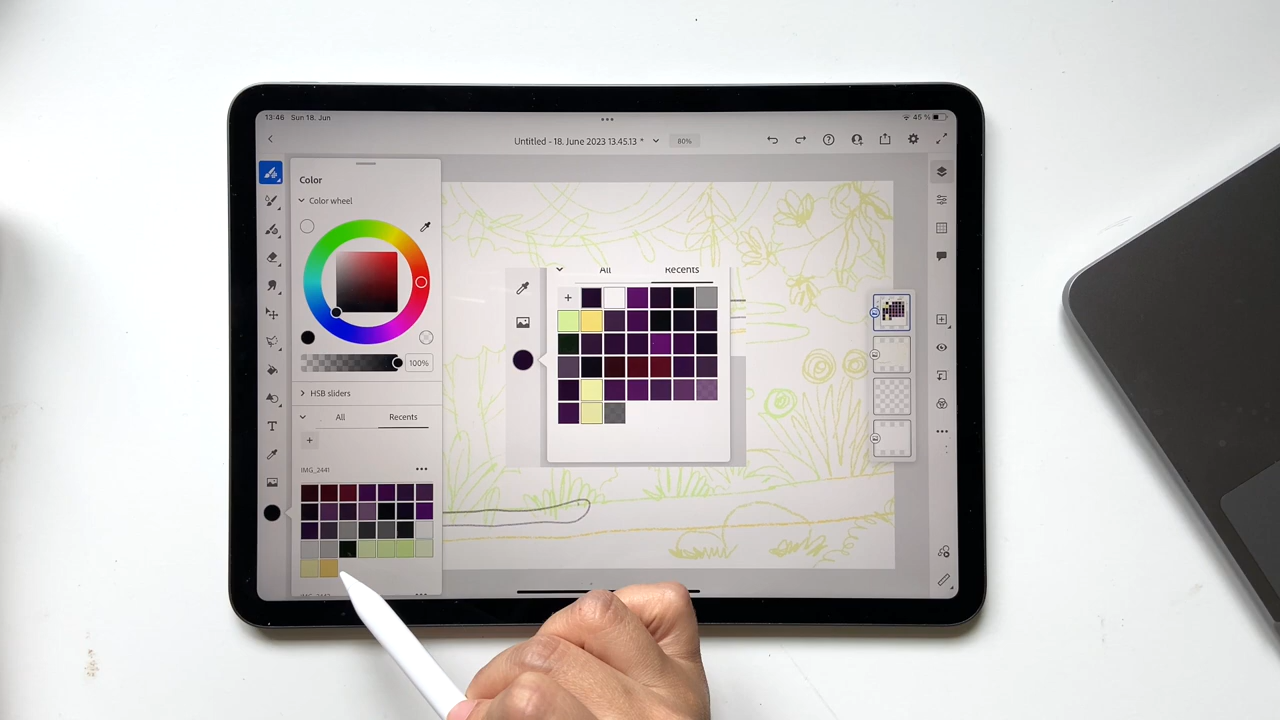 13:46 Sun 18. Jun
45 %
Untitled - 18. June 2023 13.45.13 *
80%
Color
Color wheel
100%
HSB sliders
All Recents
IMG_2441
All Recents
T